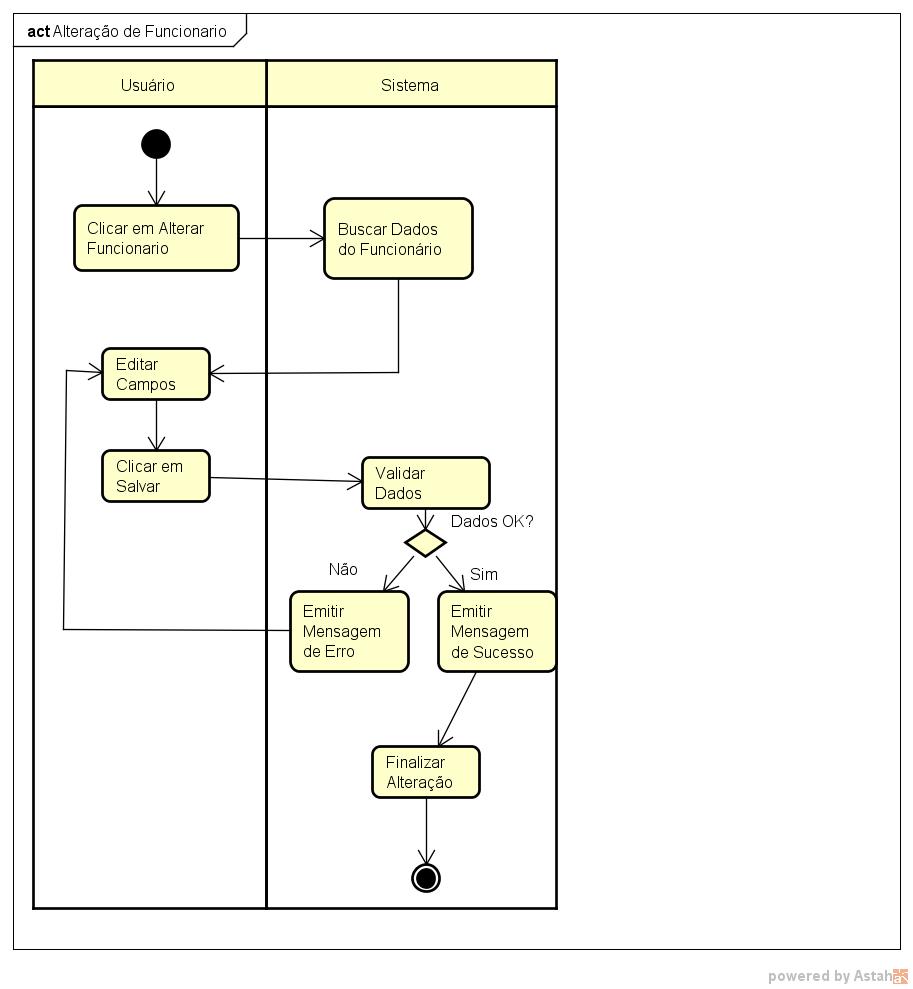 act Alteração de Funcionario
Usuário
Sistema
Clicar em Alterar
Funcionario
Buscar Dados
do Funcionário
Editar
Campos
Clicar em
Salvar
Validar
Dados
Dados OK?
Não
Sim
Emitir
Mensagem
de Erro
Emitir
Mensagem
de Sucesso
Finalizar
Alteração
powered by Astah